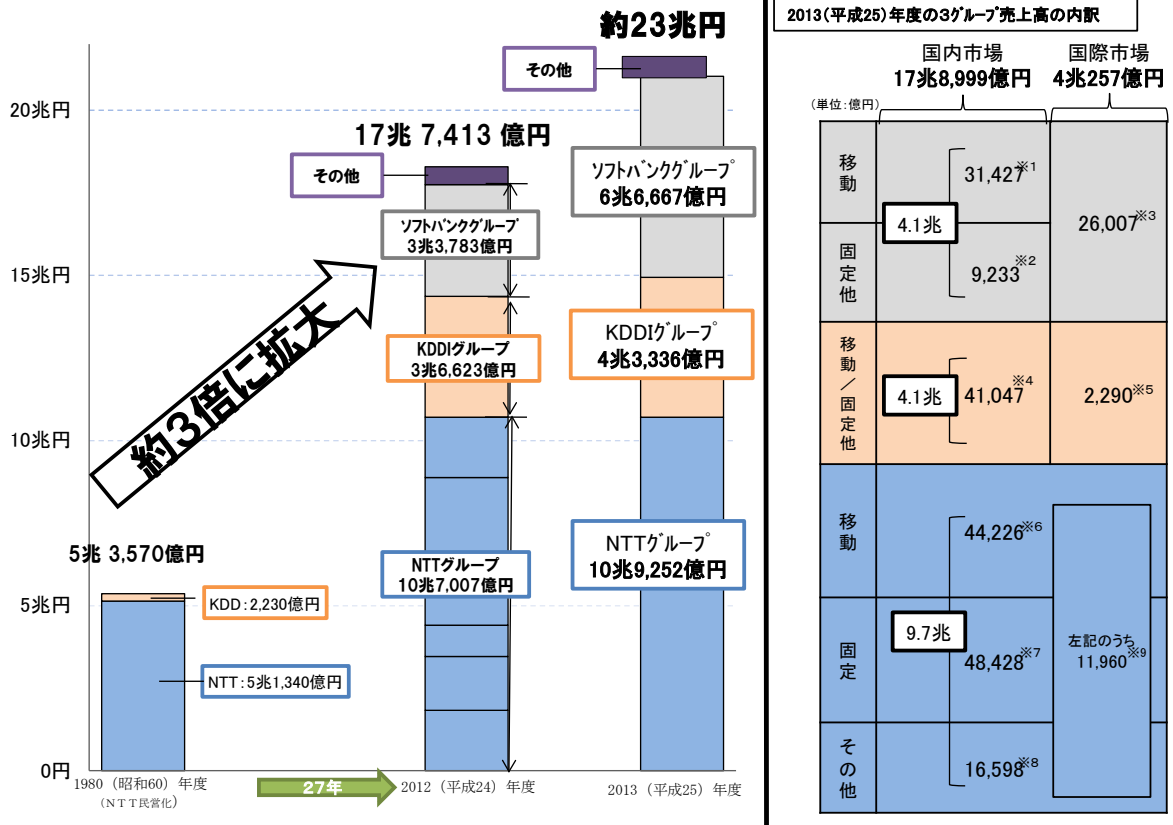 約23兆円
その他
20兆円
17兆 7,413 億円
その他
ソフトバンクグループ
6兆6,667億円
ソフトバンクグループ
3兆3,783億円
15兆円
約3倍に拡大
KDDIグループ
3兆6,623億円
KDDIグループ
4兆3,336億円
10兆円
5兆 3,570億円
NTTグループ
10兆7,007億円
NTTグループ
10兆9,252億円
5兆円
KDD:2,230億円
NTT:5兆1,340億円
0円
1980(昭和60)年度
(NTT民営化)
27年
2012(平成24)年度
2013(平成25)年度
2013(平成25)年度の3グループ売上高の内訳
国内市場
17兆8,999億円
国際市場
4兆257億円
(単位:億円)
移動
31,427※1
4.1兆
26,007※3
固定他
9,233※2
移動/固定他
4.1兆
41,047※4
2,290※5
移動
44,226※6
9.7兆
固定
48,428※7
左記のうち
11,960※9
その他
16,598※8